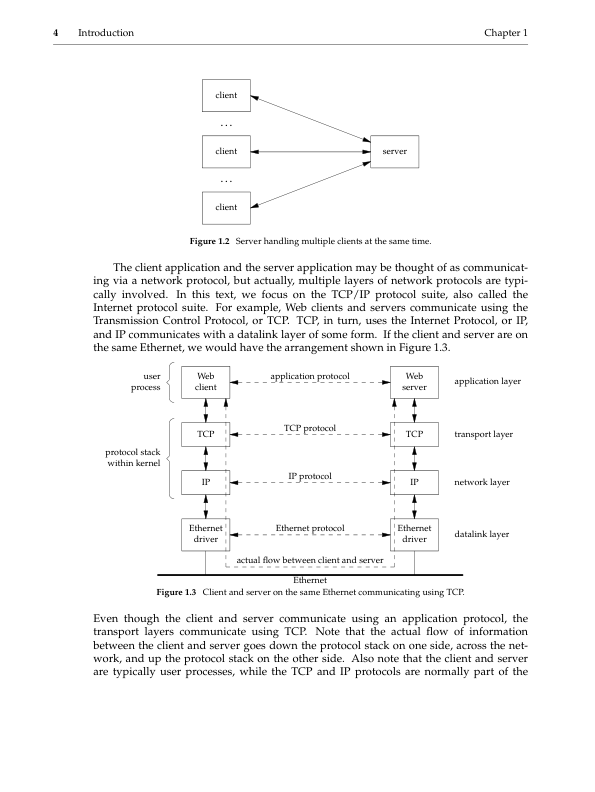 4 Introduction Chapter 1
client
. . .
client
server
. . .
client
Figure 1.2 Server handling multiple clients at the same time.
The client application and the server application may be thought of as communicat-
ing via a network protocol, but actually, multiple layers of network protocols are typi-
cally involved. In this text, we focus on the TCP/IP protocol suite, also called the
Internet protocol suite. For example, Web clients and servers communicate using the
Transmission Control Protocol, or TCP. TCP, in turn, uses the Internet Protocol, or IP,
and IP communicates with a datalink layer of some form. If the client and server are on
the same Ethernet, we would have the arrangement shown in Figure 1.3.
user
process
Web
client
application protocol
Web
server
application layer
TCP
TCP protocol
TCP
transport layer
protocol stack
within kernel
IP
IP protocol
IP
network layer
Ethernet
driver
Ethernet protocol
Ethernet
driver
datalink layer
actual flow between client and server
Ethernet
Figure 1.3 Client and server on the same Ethernet communicating using TCP.
Even though the client and server communicate using an application protocol, the
transport layers communicate using TCP. Note that the actual flow of information
between the client and server goes down the protocol stack on one side, across the net-
work, and up the protocol stack on the other side. Also note that the client and server
are typically user processes, while the TCP and IP protocols are normally part of the